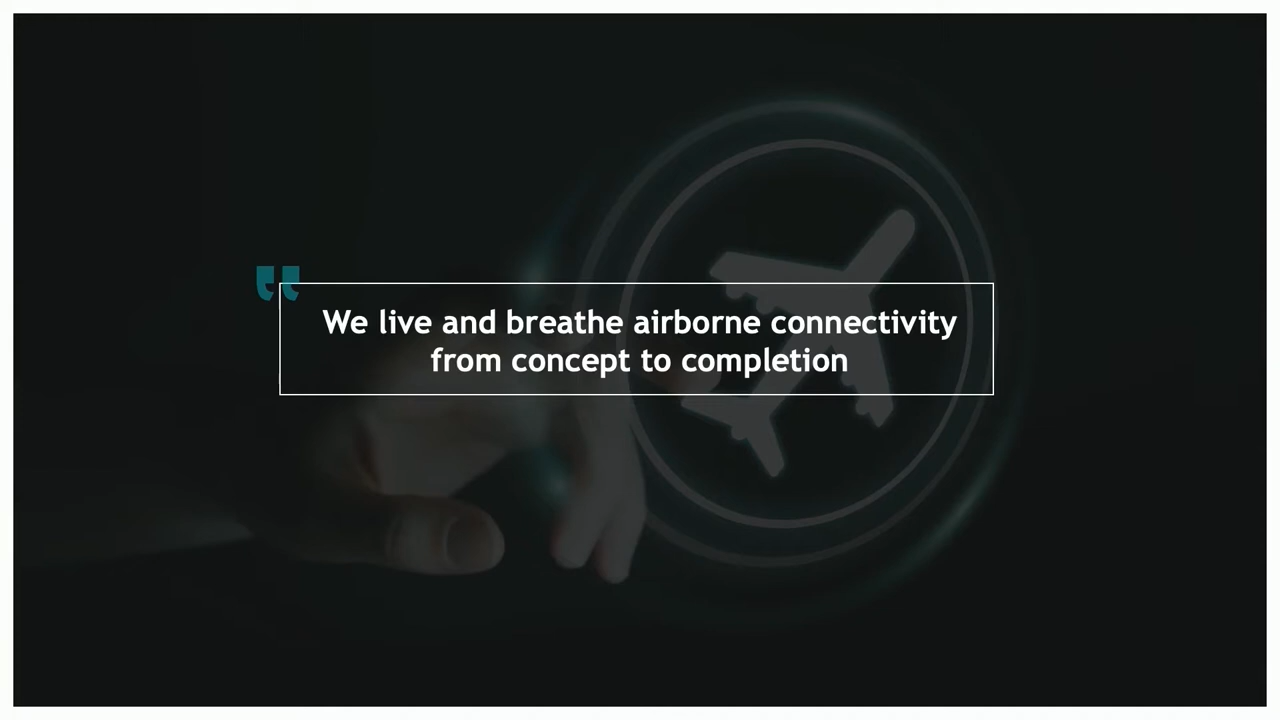 We live and breathe airborne connectivity
from concept to completion